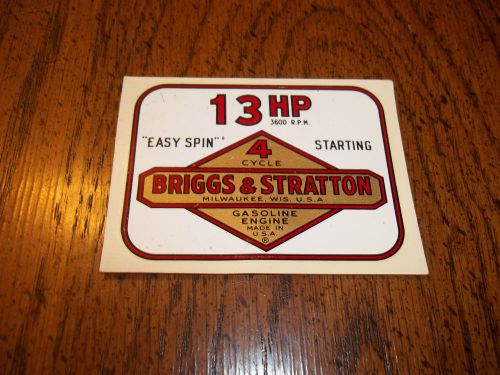 13 HP
3600 R.P.M.
"EASY SPIN"® STARTING
4
CYCLE
BRIGGS & STRATTON
MILWAUKEE, WIS. U.S.A.
GASOLINE
ENGINE
MADE IN
U.S.A.
®